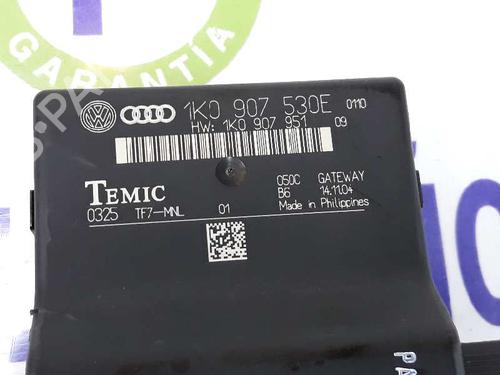 GARANTÍA
1K0 907 530E 0110
HW: 1K0 907 951 09
TEMIC
050C GATEWAY
B6 14.11.04
0325 TF7-MNL 01
Made in Philippines